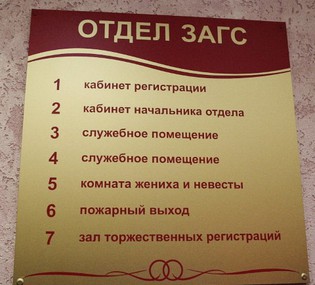 ОТДЕЛ ЗАГС
1 кабинет регистрации
2 кабинет начальника отдела
3 служебное помещение
4 служебное помещение
5 комната жениха и невесты
6 пожарный выход
7 зал торжественных регистраций